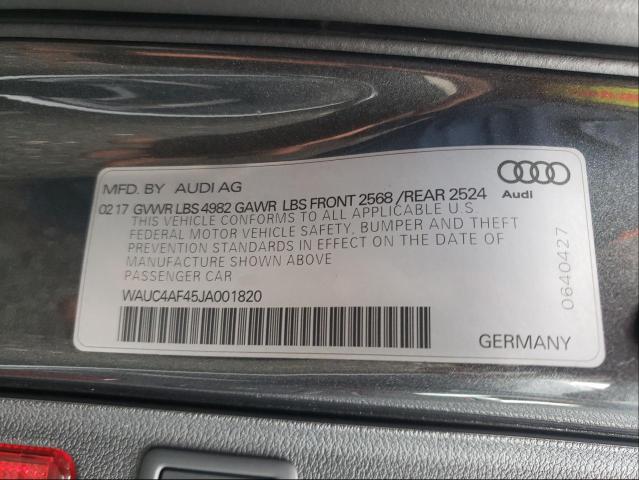 MFD. BY AUDI AG
Audi
02 17 GVWR LBS 4982 GAWR LBS FRONT 2568 /REAR 2524
THIS VEHICLE CONFORMS TO ALL APPLICABLE U.S.
FEDERAL MOTOR VEHICLE SAFETY, BUMPER AND THEFT
PREVENTION STANDARDS IN EFFECT ON THE DATE OF
MANUFACTURE SHOWN ABOVE
PASSENGER CAR
WAUC4AF45JA001820
GERMANY
0640427